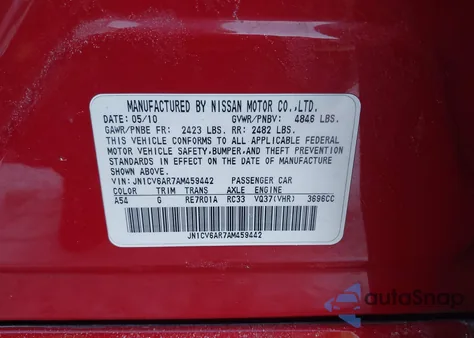 MANUFACTURED BY NISSAN MOTOR CO.,LTD.
DATE: 05/10 GVWR/PNBV: 4846 LBS.
GAWR/PNBE FR: 2423 LBS. RR: 2482 LBS.
THIS VEHICLE CONFORMS TO ALL APPLICABLE FEDERAL
MOTOR VEHICLE SAFETY,BUMPER,AND THEFT PREVENTION
STANDARDS IN EFFECT ON THE DATE OF MANUFACTURE
SHOWN ABOVE.
VIN: JN1CV6AR7AM459442 PASSENGER CAR
COLOR TRIM TRANS AXLE ENGINE
A54 G RE7R01A RC33 VQ37(VHR) 3696CC
JN1CV6AR7AM459442
autoSnap